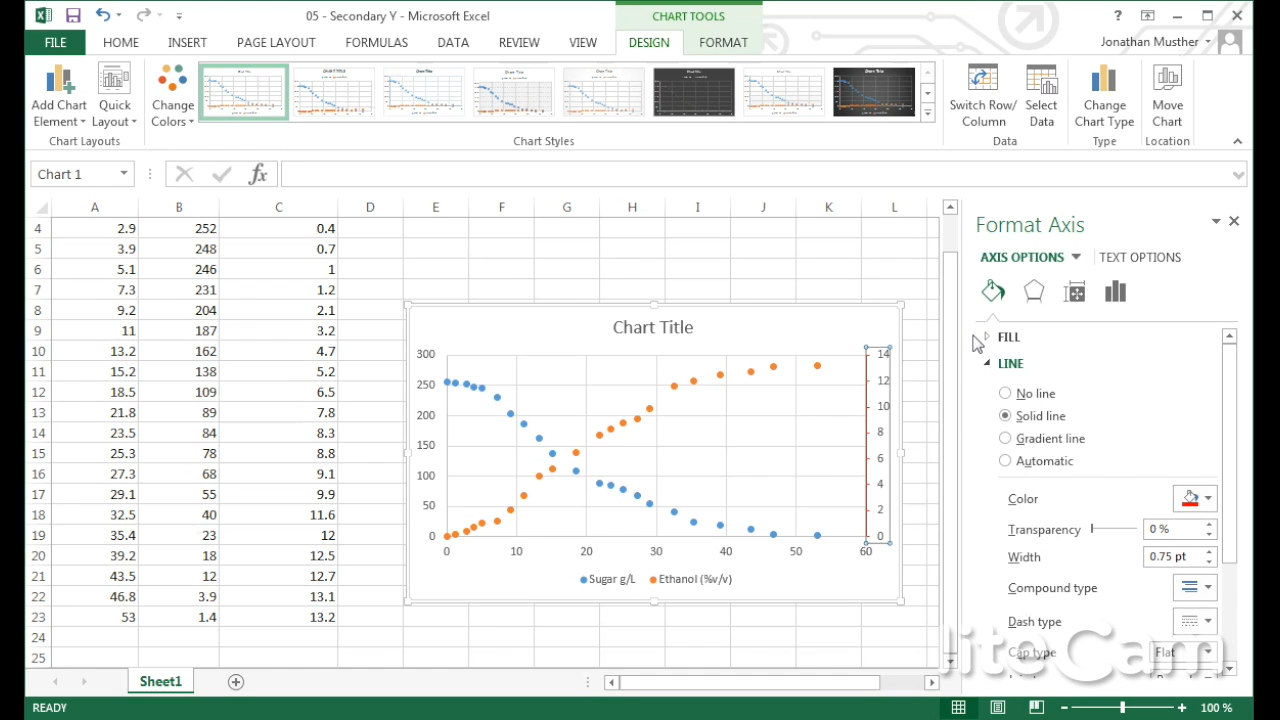 05 - Secondary Y - Microsoft Excel
CHART TOOLS
?
FILE HOME INSERT PAGE LAYOUT FORMULAS DATA REVIEW VIEW DESIGN FORMAT
Jonathan Musther
Add Chart Element
Quick Layout
Change Colors
Switch Row/ Column
Select Data
Change Chart Type
Move Chart
Chart Layouts
Chart Styles
Data
Type
Location
Chart 1
fx
A B C D E F G H I J K L
4 2.9 252 0.4
5 3.9 248 0.7
6 5.1 246 1
7 7.3 231 1.2
8 9.2 204 2.1
9 11 187 3.2
10 13.2 162 4.7
11 15.2 138 5.2
12 18.5 109 6.5
13 21.8 89 7.8
14 23.5 84 8.3
15 25.3 78 8.8
16 27.3 68 9.1
17 29.1 55 9.9
18 32.5 40 11.6
19 35.4 23 12
20 39.2 18 12.5
21 43.5 12 12.7
22 46.8 3.9 13.1
23 53 1.4 13.2
24
25
Chart Title
300 14
250 12
200 10
150 8
100 6
50 4
0 2
0
0 10 20 30 40 50 60
Sugar g/L Ethanol (%v/v)
Format Axis
AXIS OPTIONS TEXT OPTIONS
FILL
LINE
No line
Solid line
Gradient line
Automatic
Color
Transparency 0 %
Width 0.75 pt
Compound type
Dash type
Cap type Flat
liteCam
Sheet1
READY
100 %